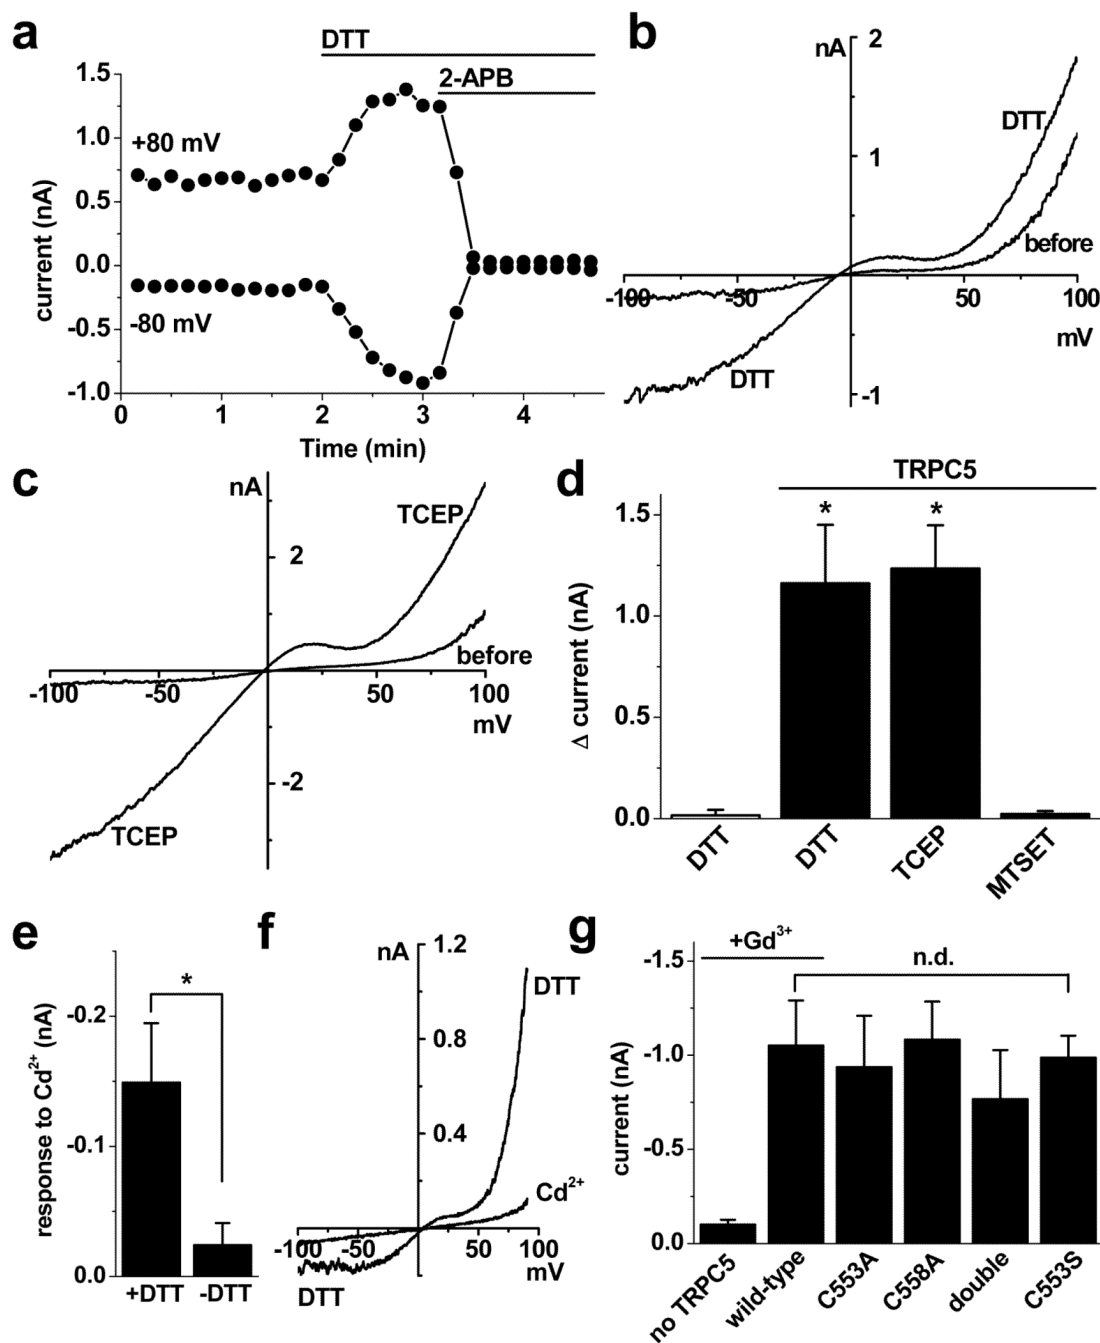 a
DTT
2-APB
1.5
1.0
0.5
0.0
-0.5
-1.0
+80 mV
-80 mV
current (nA)
0 1 2 3 4
Time (min)
b
nA 2
DTT
1
before
-100 -50 50 100
mV
DTT
-1
c
nA
TCEP
2
before
-100 -50 50 100
mV
-2
TCEP
d
TRPC5
* *
1.5
1.0
0.5
0.0
Δ current (nA)
DTT DTT TCEP MTSET
e
*
-0.2
-0.1
0.0
response to Cd²⁺ (nA)
+DTT -DTT
f
nA 1.2
DTT
0.8
0.4
Cd²⁺
-100 -50 50 100
mV
DTT
g
+Gd³⁺
n.d.
-1.5
-1.0
-0.5
0.0
current (nA)
no TRPC5 wild-type C553A C558A double C553S